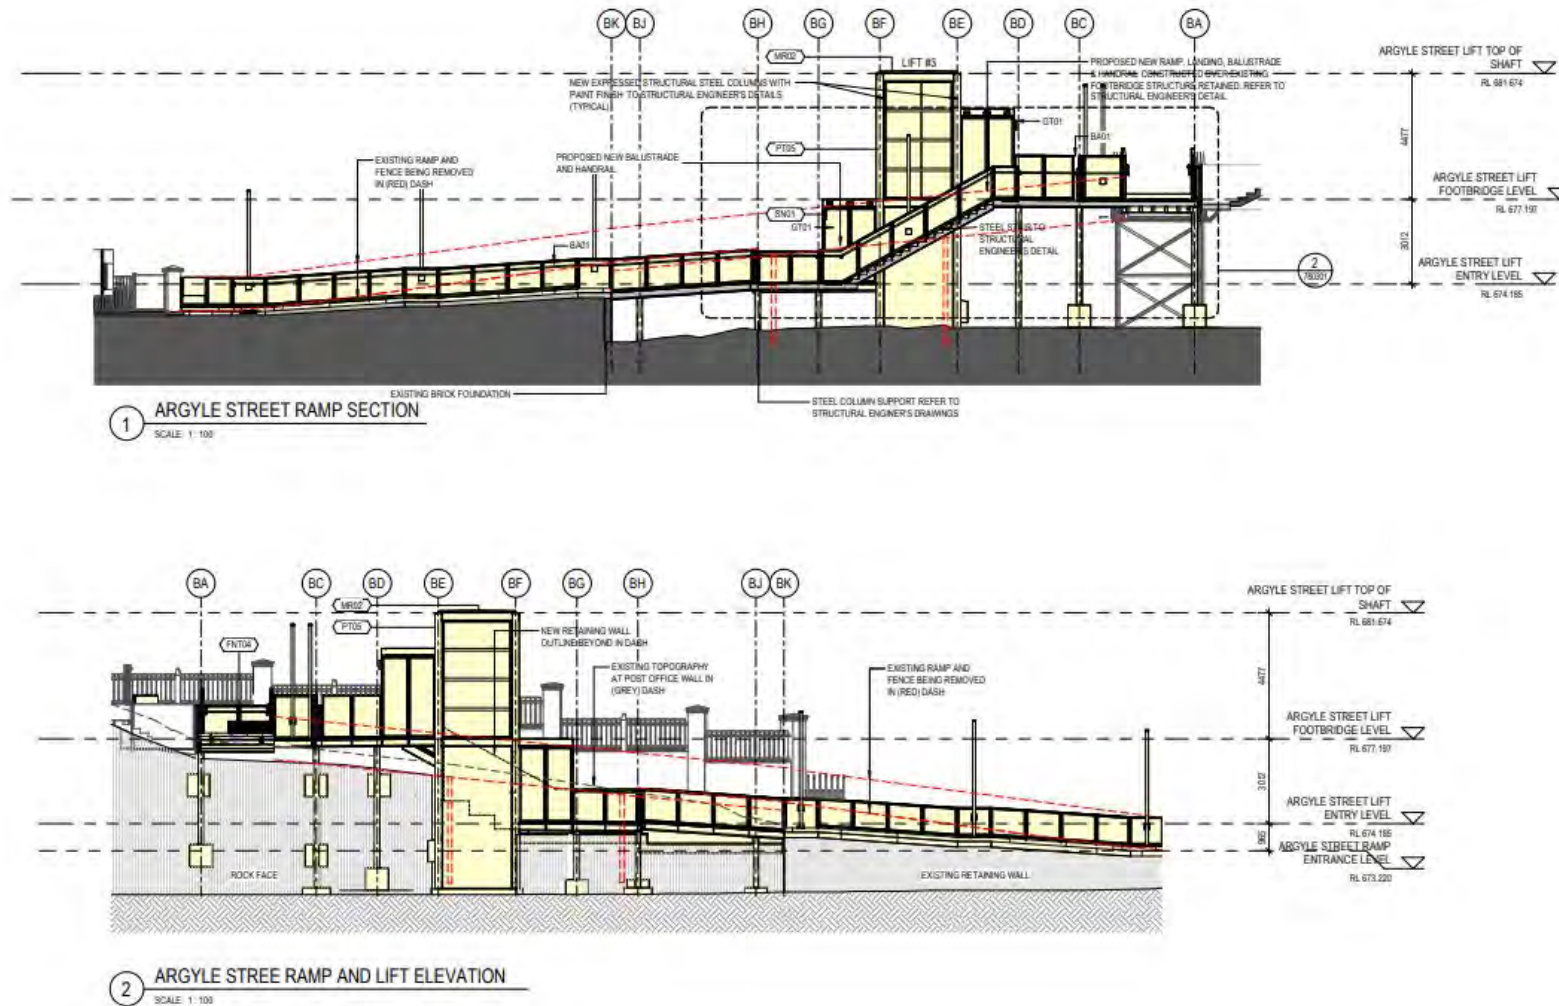 BK BJ BH BG BF BE BD BC BA
MR02
LIFT #3
PROPOSED NEW RAMP, LANDING, BALUSTRADE
& HANDRAIL CONSTRUCTED OVER EXISTING
FOOTBRIDGE STRUCTURE RETAINED. REFER TO
STRUCTURAL ENGINEER'S DETAIL
ARGYLE STREET LIFT TOP OF
SHAFT
RL 681.674
NEW EXPRESSED STRUCTURAL STEEL COLUMNS WITH
PAINT FINISH TO STRUCTURAL ENGINEER'S DETAILS
(TYPICAL)
GT01
BA01
4477
PT05
EXISTING RAMP AND
FENCE BEING REMOVED
IN (RED) DASH
PROPOSED NEW BALUSTRADE
AND HANDRAIL
ARGYLE STREET LIFT
FOOTBRIDGE LEVEL
RL 677.197
SN01
GT01
STEEL STAIR TO
STRUCTURAL
ENGINEER'S DETAIL
BA01
3012
2
780301
ARGYLE STREET LIFT
ENTRY LEVEL
RL 674.185
EXISTING BRICK FOUNDATION
STEEL COLUMN SUPPORT REFER TO
STRUCTURAL ENGINER'S DRAWINGS
1
ARGYLE STREET RAMP SECTION
SCALE 1 : 100
BA BC BD BE BF BG BH BJ BK
MR02
PT05
FNT04
NEW RETAINING WALL
OUTLINE BEYOND IN DASH
EXISTING TOPOGRAPHY
AT POST OFFICE WALL IN
(GREY) DASH
EXISTING RAMP AND
FENCE BEING REMOVED
IN (RED) DASH
ARGYLE STREET LIFT TOP OF
SHAFT
RL 681.674
4477
ARGYLE STREET LIFT
FOOTBRIDGE LEVEL
RL 677.197
3012
ARGYLE STREET LIFT
ENTRY LEVEL
RL 674.185
965
ARGYLE STREET RAMP
ENTRANCE LEVEL
RL 673.220
ROCK FACE
EXISTING RETAINING WALL
2
ARGYLE STREE RAMP AND LIFT ELEVATION
SCALE 1 : 100